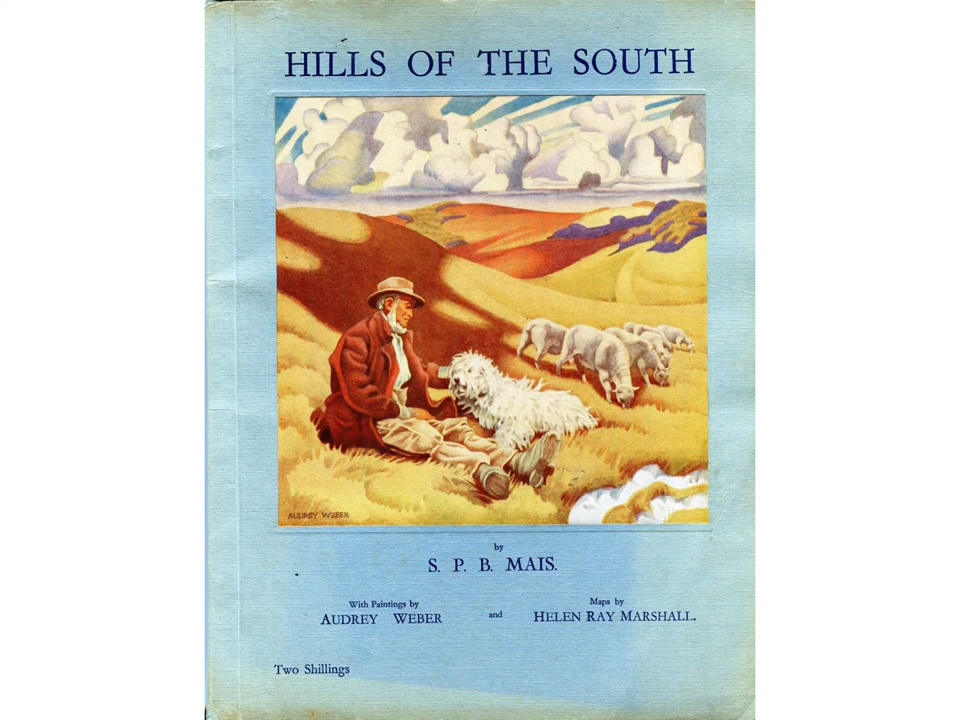 HILLS OF THE SOUTH
AUDREY WEBER
by
S. P. B. MAIS.
With Paintings by
AUDREY WEBER
and
Maps by
HELEN RAY MARSHALL.
Two Shillings